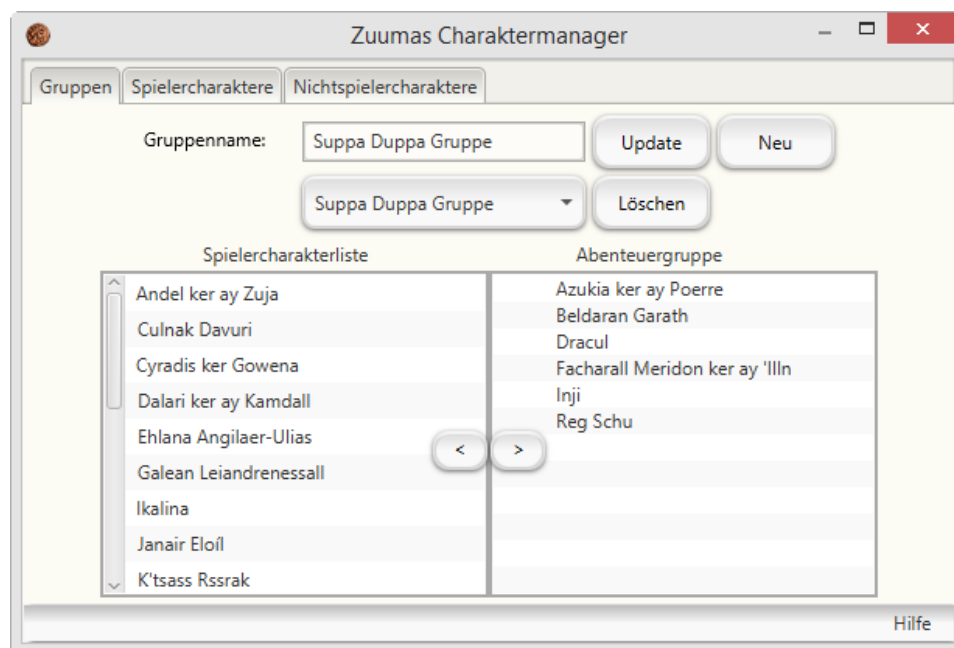 Zuumas Charaktermanager
Gruppen Spielercharaktere Nichtspielercharaktere
Gruppenname: Suppa Duppa Gruppe Update Neu
Suppa Duppa Gruppe Löschen
Spielercharakterliste Abenteuergruppe
Andel ker ay Zuja
Culnak Davuri
Cyradis ker Gowena
Dalari ker ay Kamdall
Ehlana Angilaer-Ulias
Galean Leiandrenessall
Ikalina
Janair Eloíl
K'tsass Rssrak
< >
Azukia ker ay Poerre
Beldaran Garath
Dracul
Facharall Meridon ker ay 'Illn
Inji
Reg Schu
Hilfe